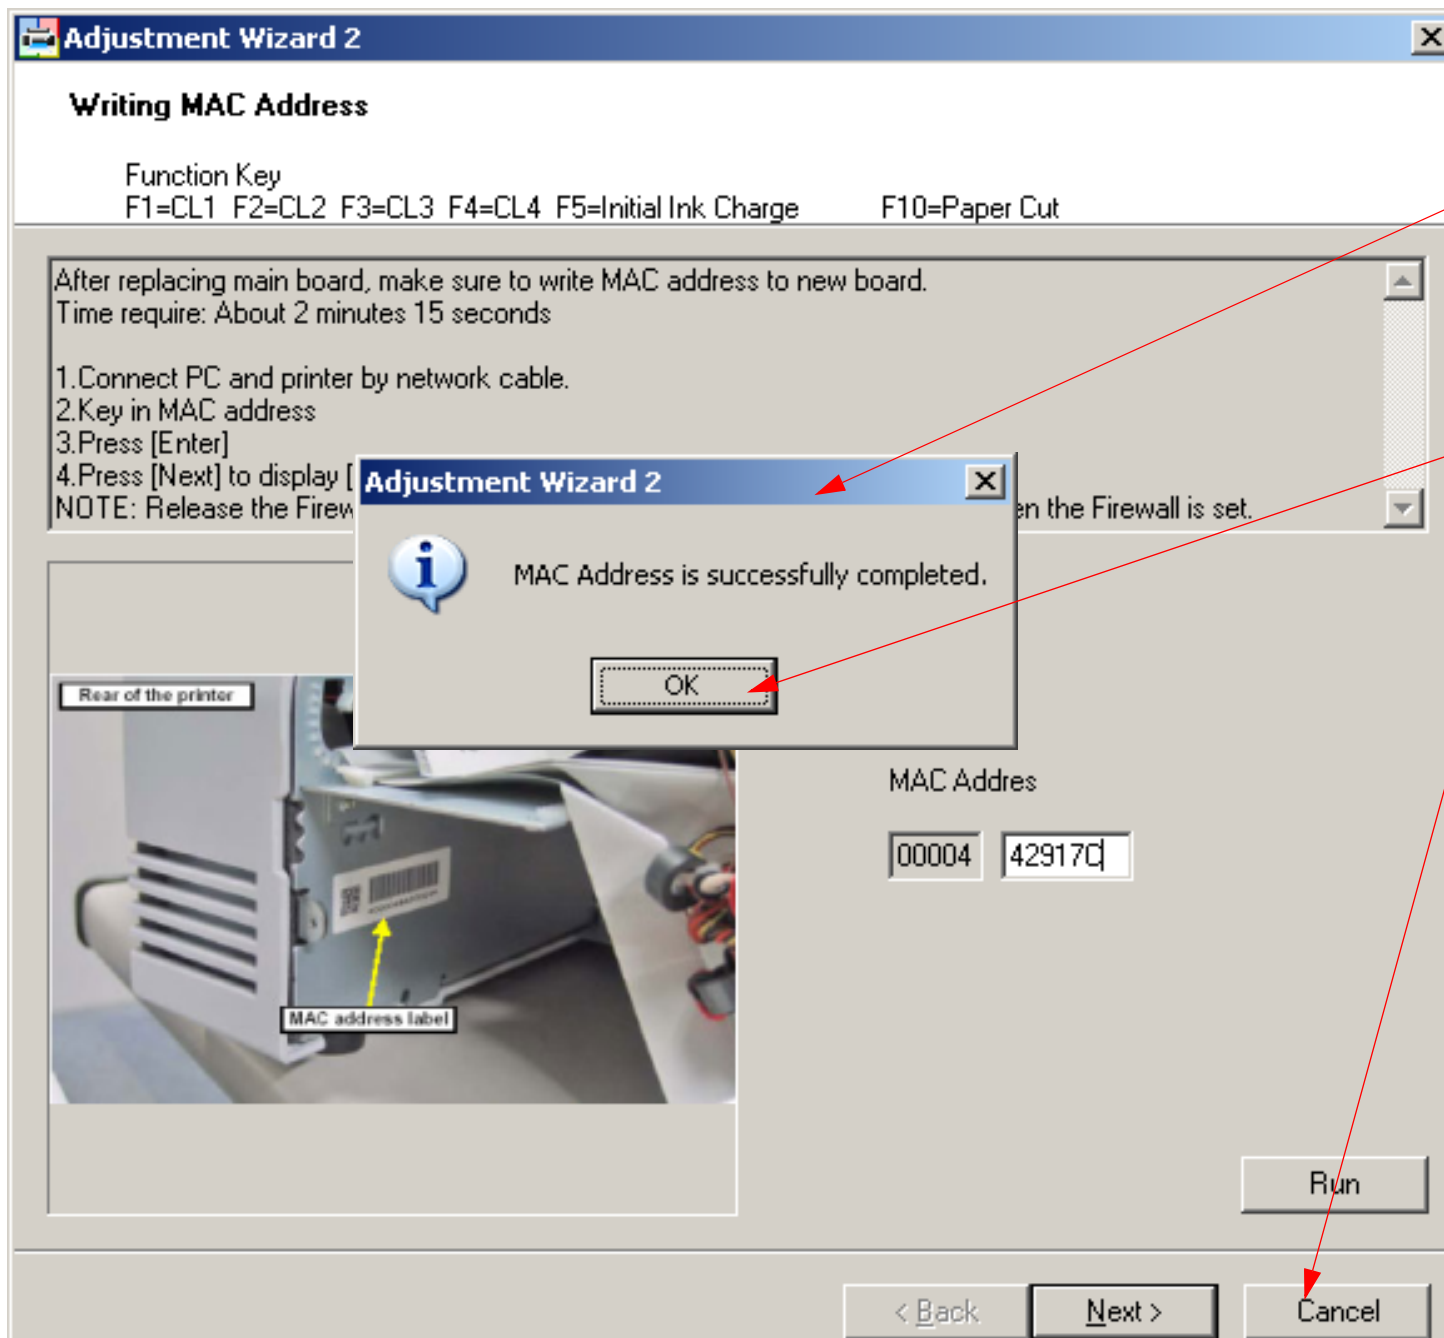 Adjustment Wizard 2
Writing MAC Address
Function Key
F1=CL1 F2=CL2 F3=CL3 F4=CL4 F5=Initial Ink Charge F10=Paper Cut
After replacing main board, make sure to write MAC address to new board.
Time require: About 2 minutes 15 seconds
1.Connect PC and printer by network cable.
2.Key in MAC address
3.Press [Enter]
4.Press [Next] to display [
NOTE: Release the Firew en the Firewall is set.
Adjustment Wizard 2
MAC Address is successfully completed.
OK
Rear of the printer
MAC address label
MAC Addres
00004 42917C
Run
< Back Next > Cancel